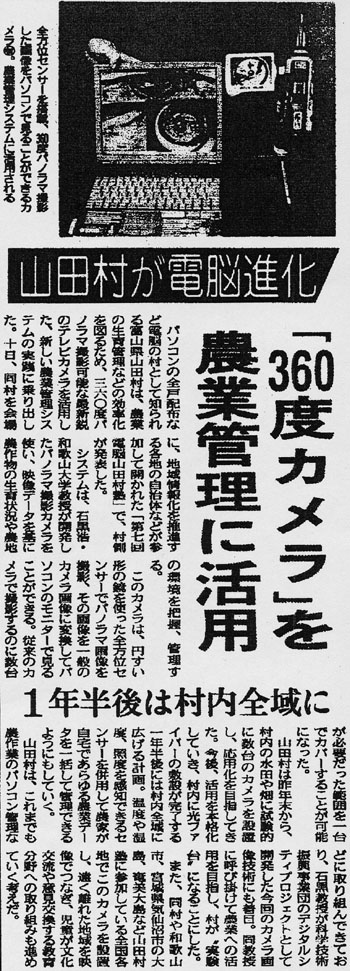 全方位センサーを搭載、360度パノラマ撮影
した画像をパソコンで見ることができるカ
メラ。農業管理システムに活用される
山田村が電脳進化
「360度カメラ」を
農業管理に活用
1年半後は村内全域に
パソコンの全戸配布な
ど電脳の村として知られ
る富山県山田村は、農業
の生育管理などの効率化
を図るため、三六〇度パ
ノラマ撮影可能な最新鋭
のテレビカメラを活用し
た、新しい農業管理シス
テムの実践に乗り出し
た。十日、同村を会場
に、地域情報化を推進す
る各地の自治体などが参
加して開かれた「第七回
電脳山田村塾」で、村側
が発表した。
システムは、石黒浩・
和歌山大学教授が開発し
たパノラマ撮影カメラを
使い、映像データを基に
農作物の生育状況や農地
の環境を把握、管理す
る。
このカメラは、円すい
形の鏡を使った全方位セ
ンサーでパノラマ画像を
撮影、その画像を一般の
カメラ画像に変換してパ
ソコンのモニターで見る
ことができる。従来のカ
メラで撮影するのに数台
が必要だった範囲を一台
でカバーすることが可能
になった。
山田村は昨年末から、
村内の水田や畑に試験的
に数台のカメラを設置
し、応用化を目指してき
た。今後、活用を本格化
していき、村内に光ファ
イバーの敷設が完了する
一年半後には村内全域に
広げる計画。温度や湿
度、照度を感知できるセ
ンサーを併用して農家が
自宅であらゆる農業デー
タを一括して管理できる
ようにもしていく。
山田村は、これまでも
農作業のパソコン管理な
どに取り組んできてお
り、石黒教授が科学技術
振興事業団のデジタルシ
ティプロジェクトとして
開発した今回のカメラ画
像技術にも着目。同教授
に呼び掛けて農業への活
用を目指し、村が"実験
台"になることにした。
また、同村や和歌山
市、宮城県気仙沼市の大
島、奄美大島など山田村
塾に参加している全国各
地でこのカメラを設置
し、遠く離れた地域を映
像でつなぎ、児童が文化
交流や意見交換する教育
分野への取り組みも進め
ていく考えだ。